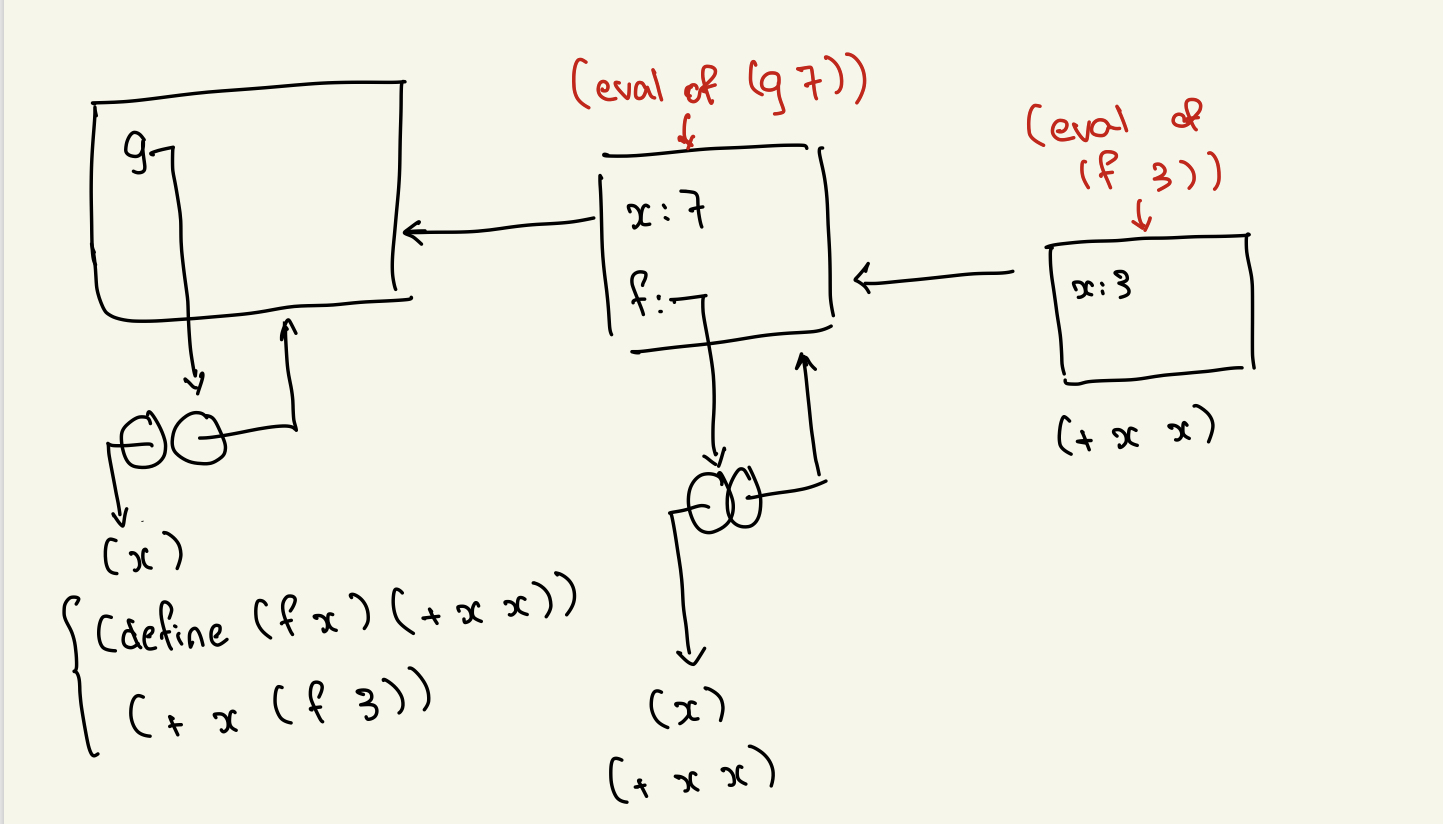 g
(x)
(define (f x) (+ x x))
(+ x (f 3))
(eval of (g 7))
x: 7
f:
(x)
(+ x x)
(eval of
(f 3))
x: 3
(+ x x)